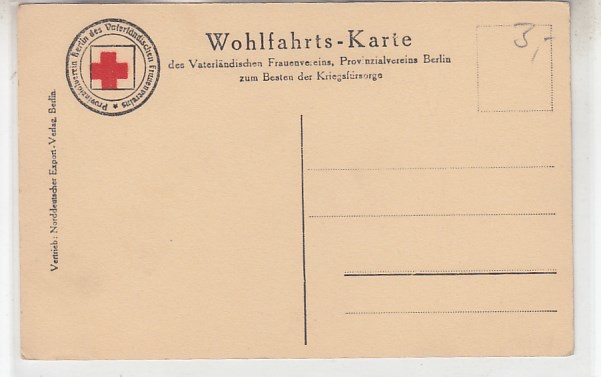 Provinzialverein Berlin des Vaterländischen Frauenvereins ★
Wohlfahrts-Karte
des Vaterländischen Frauenvereins, Provinzialvereins Berlin
zum Besten der Kriegsfürsorge
3,-
Vertrieb: Norddeutscher Export-Verlag, Berlin.